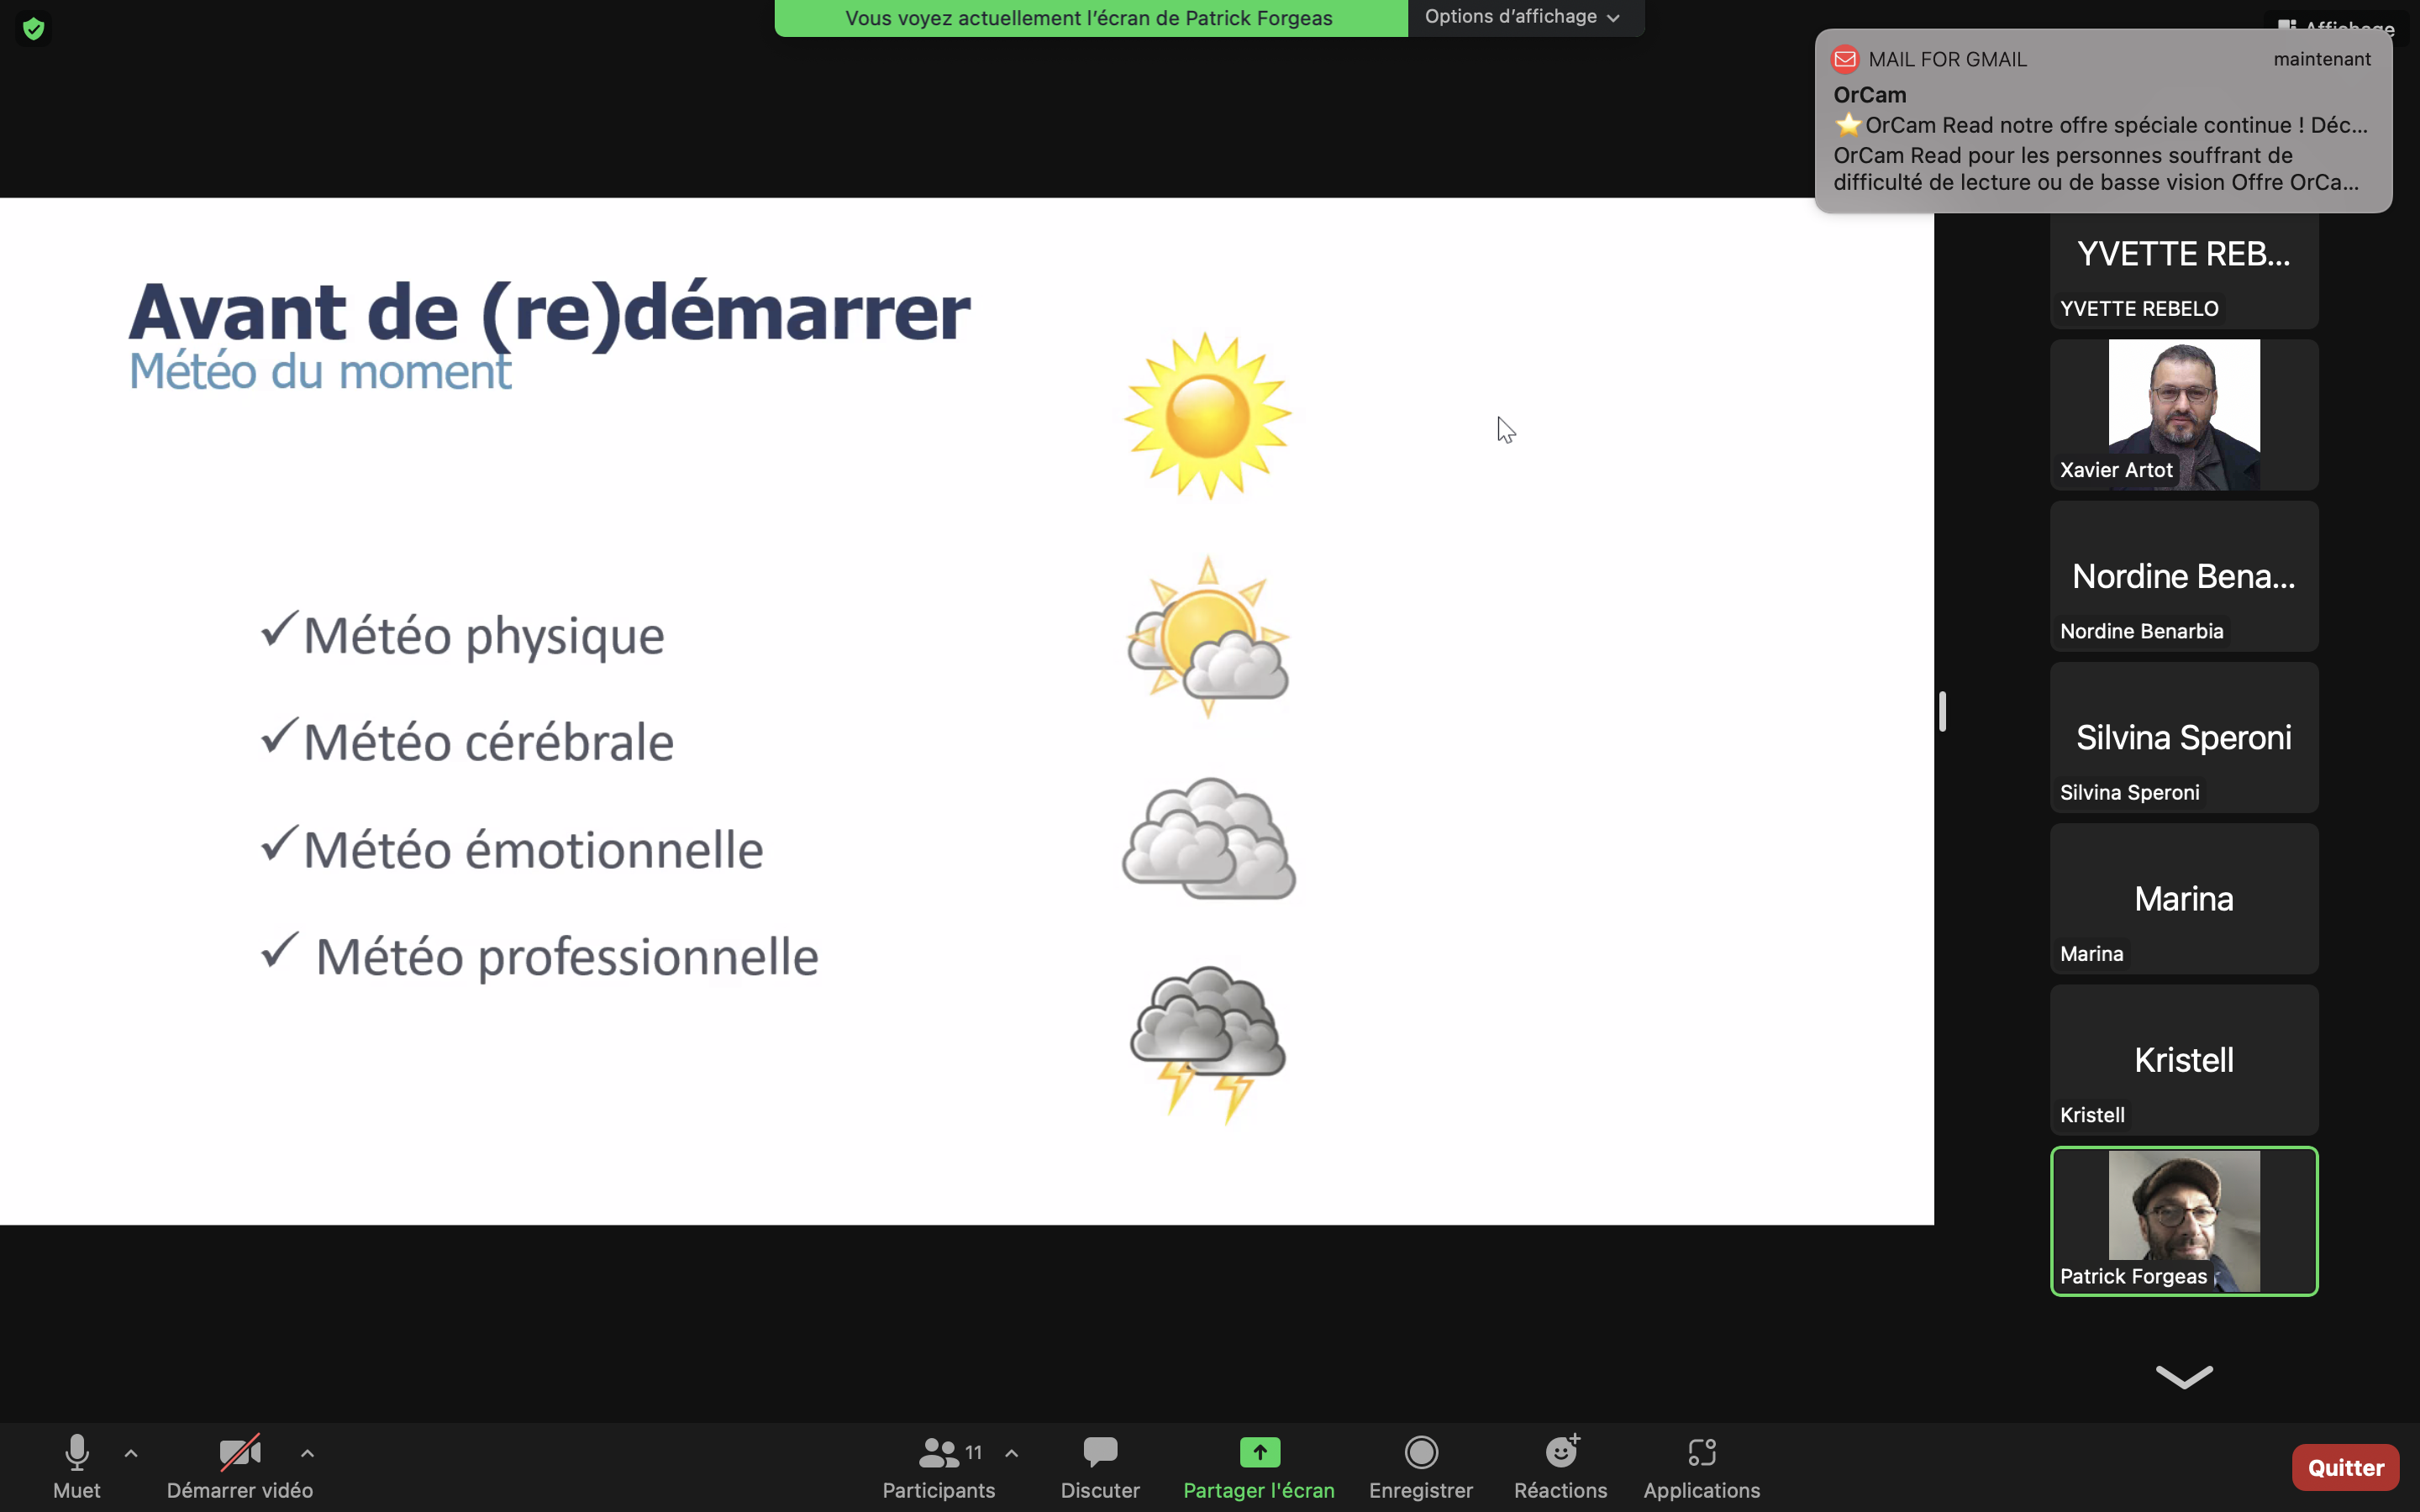 Vous voyez actuellement l'écran de Patrick Forgeas
Options d'affichage
Affichage
MAIL FOR GMAIL
maintenant
OrCam
⭐OrCam Read notre offre spéciale continue ! Déc...
OrCam Read pour les personnes souffrant de
difficulté de lecture ou de basse vision Offre OrCa...
Avant de (re)démarrer
Météo du moment
✓Météo physique
✓Météo cérébrale
✓Météo émotionnelle
✓ Météo professionnelle
YVETTE REB...
YVETTE REBELO
Xavier Artot
Nordine Bena...
Nordine Benarbia
Silvina Speroni
Silvina Speroni
Marina
Marina
Kristell
Kristell
Patrick Forgeas
Muet
Démarrer vidéo
11
Participants
Discuter
Partager l'écran
Enregistrer
Réactions
Applications
Quitter